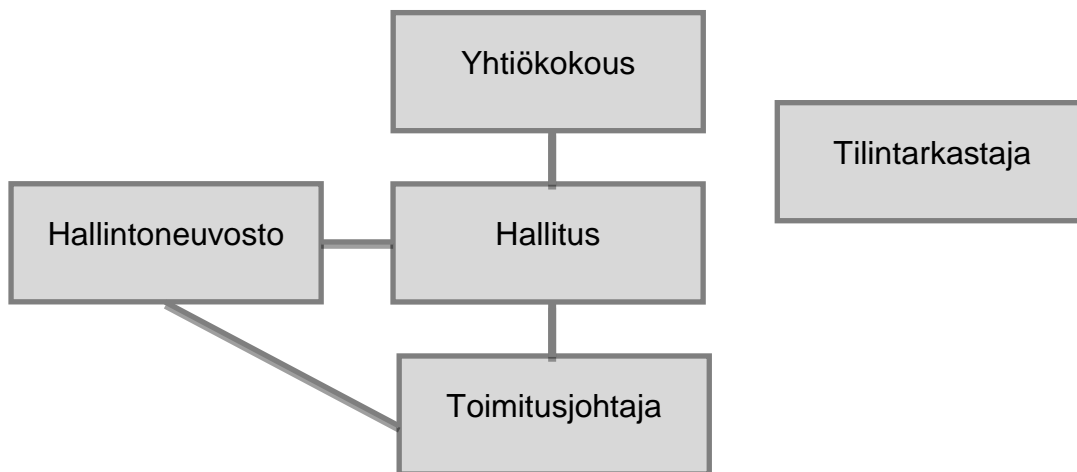 Yhtiökokous
Tilintarkastaja
Hallintoneuvosto
Hallitus
Toimitusjohtaja